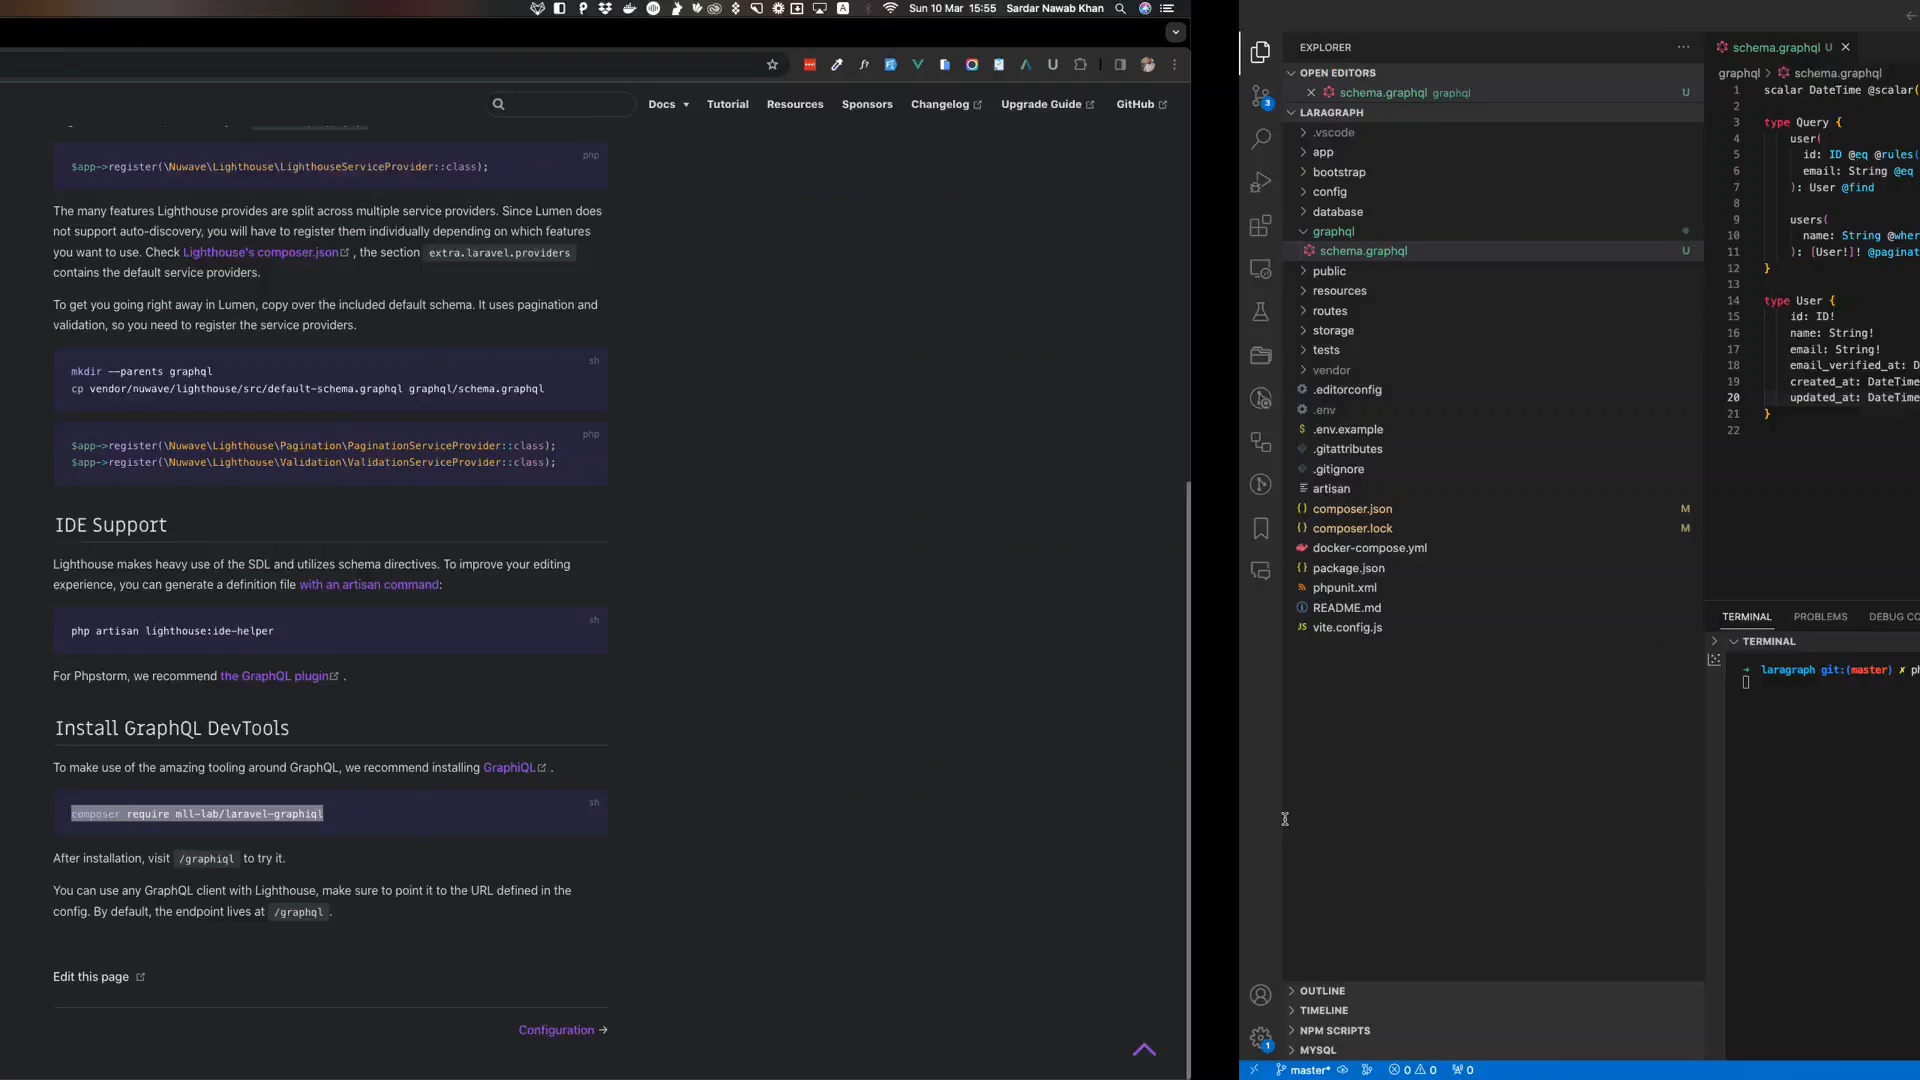 Sun 10 Mar 15:55 Sardar Nawab Khan
Docs Tutorial Resources Sponsors Changelog Upgrade Guide GitHub
php
$app->register(\Nuwave\Lighthouse\LighthouseServiceProvider::class);
The many features Lighthouse provides are split across multiple service providers. Since Lumen does
not support auto-discovery, you will have to register them individually depending on which features
you want to use. Check Lighthouse's composer.json , the section extra.laravel.providers
contains the default service providers.
To get you going right away in Lumen, copy over the included default schema. It uses pagination and
validation, so you need to register the service providers.
sh
mkdir --parents graphql
cp vendor/nuwave/lighthouse/src/default-schema.graphql graphql/schema.graphql
php
$app->register(\Nuwave\Lighthouse\Pagination\PaginationServiceProvider::class);
$app->register(\Nuwave\Lighthouse\Validation\ValidationServiceProvider::class);
IDE Support
Lighthouse makes heavy use of the SDL and utilizes schema directives. To improve your editing
experience, you can generate a definition file with an artisan command:
sh
php artisan lighthouse:ide-helper
For Phpstorm, we recommend the GraphQL plugin .
Install GraphQL DevTools
To make use of the amazing tooling around GraphQL, we recommend installing GraphiQL .
sh
composer require mll-lab/laravel-graphiql
After installation, visit /graphiql to try it.
You can use any GraphQL client with Lighthouse, make sure to point it to the URL defined in the
config. By default, the endpoint lives at /graphql .
Edit this page
Configuration →
EXPLORER
OPEN EDITORS
schema.graphql graphql U
LARAGRAPH
.vscode
app
bootstrap
config
database
graphql
schema.graphql U
public
resources
routes
storage
tests
vendor
.editorconfig
.env
.env.example
.gitattributes
.gitignore
artisan
composer.json M
composer.lock M
docker-compose.yml
package.json
phpunit.xml
README.md
vite.config.js
OUTLINE
TIMELINE
NPM SCRIPTS
MYSQL
3
1
schema.graphql U
graphql > schema.graphql
1 scalar DateTime @scalar(
2
3 type Query {
4 user(
5 id: ID @eq @rules(
6 email: String @eq
7 ): User @find
8
9 users(
10 name: String @wher
11 ): [User!]! @paginat
12 }
13
14 type User {
15 id: ID!
16 name: String!
17 email: String!
18 email_verified_at: D
19 created_at: DateTime
20 updated_at: DateTime
21 }
22
TERMINAL PROBLEMS DEBUG CO
TERMINAL
→ laragraph git:(master) ✗ ph
master* 0 0 0